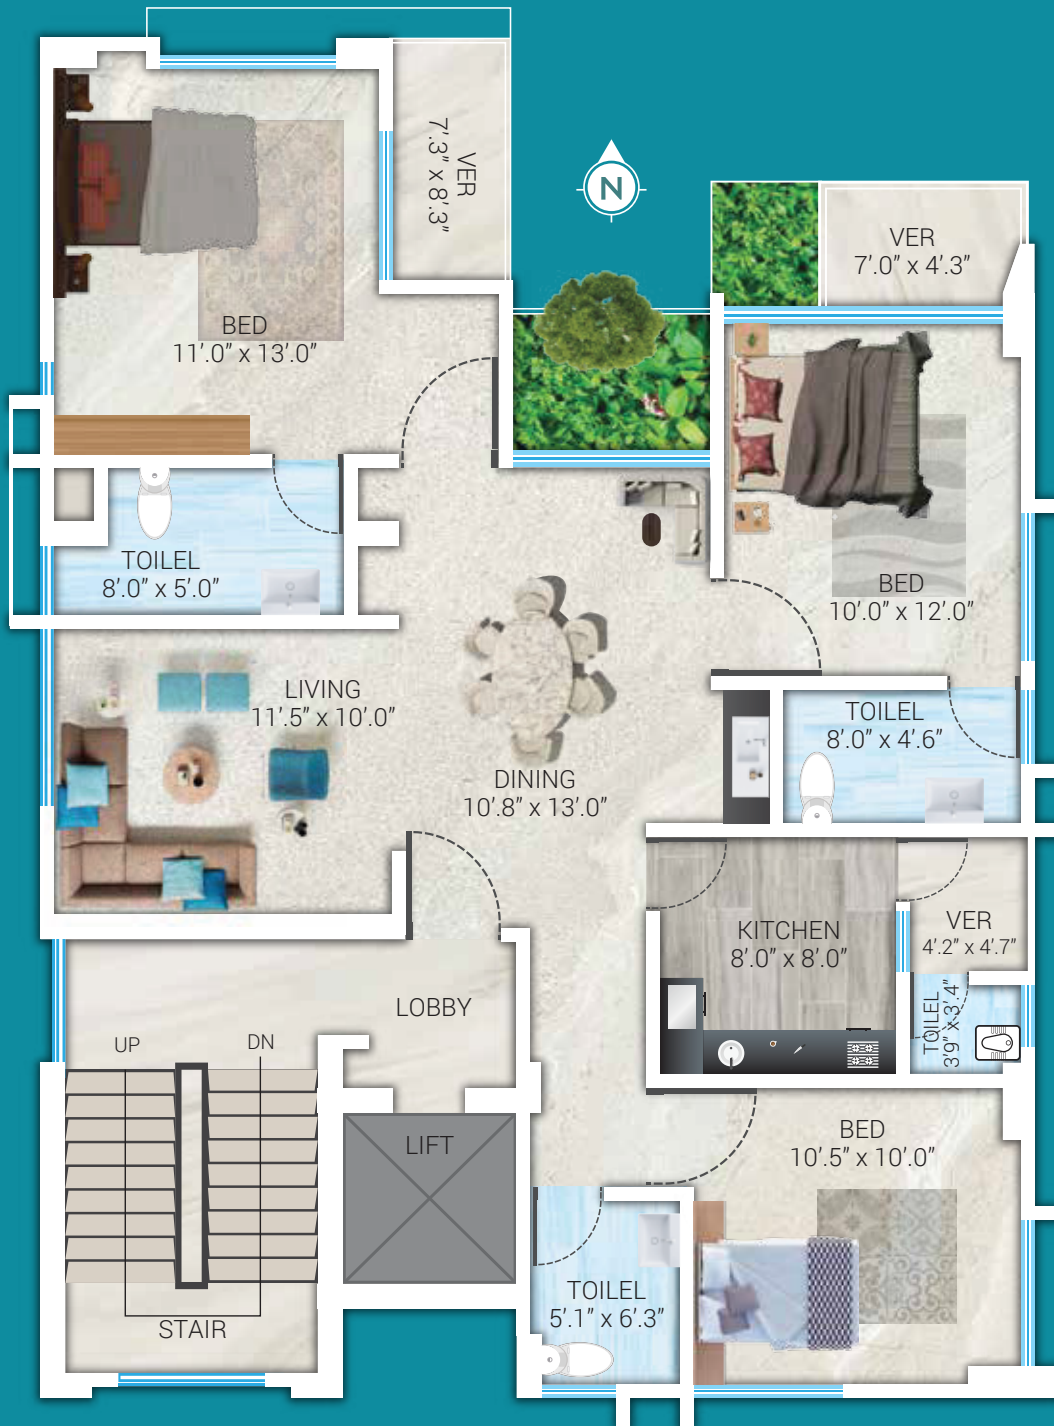 VER
7'.3" x 8'.3"
N
VER
7'.0" x 4'.3"
BED
11'.0" x 13'.0"
TOILEL
8'.0" x 5'.0"
BED
10'.0" x 12'.0"
LIVING
11'.5" x 10'.0"
TOILEL
8'.0" x 4'.6"
DINING
10'.8" x 13'.0"
KITCHEN
8'.0" x 8'.0"
VER
4'.2" x 4'.7"
LOBBY
TOILEL
3'9" x 3'.4"
UP
DN
LIFT
BED
10'.5" x 10'.0"
TOILEL
5'.1" x 6'.3"
STAIR